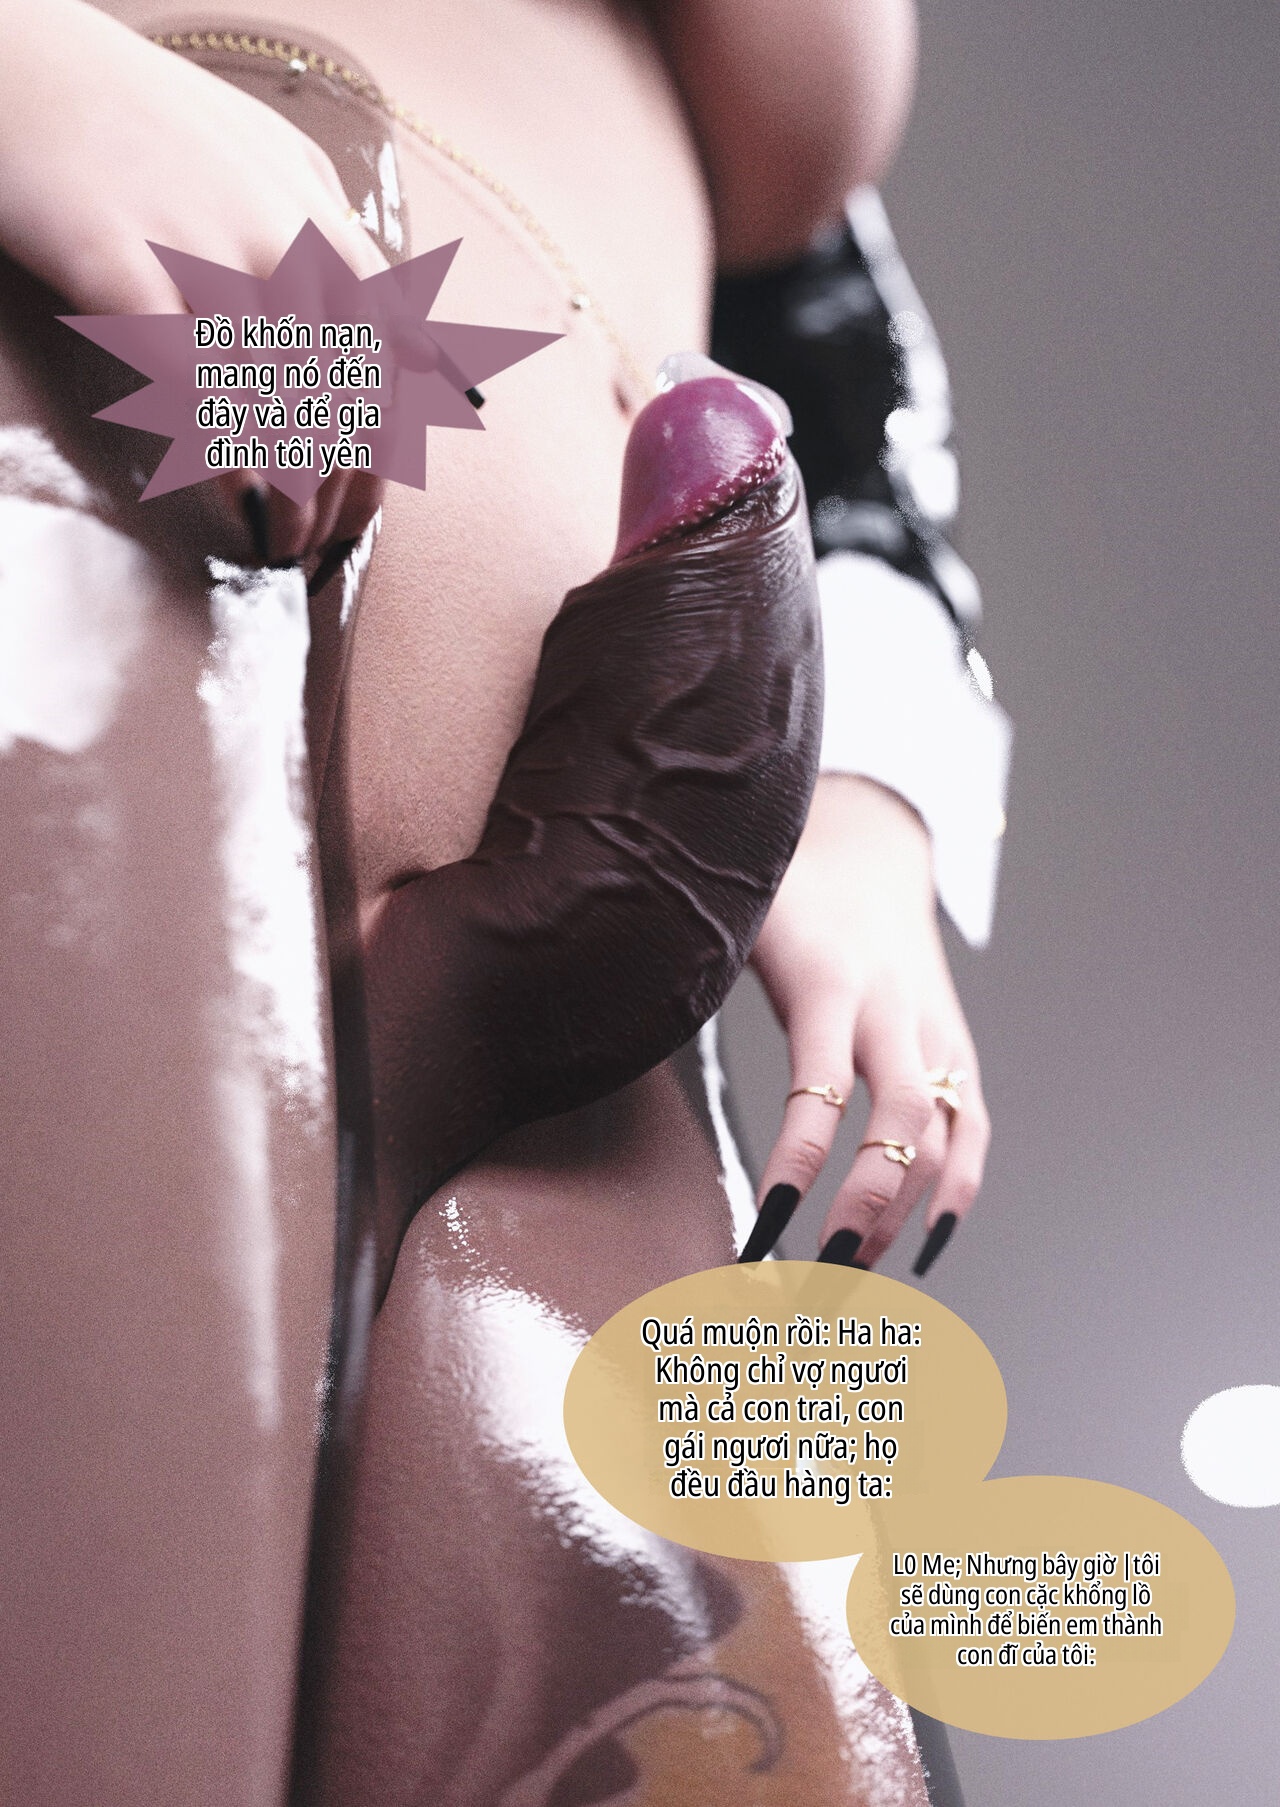 Đồ khốn nạn,
mang nó đến
đây và để gia
đình tôi yên
Quá muộn rồi: Ha ha:
Không chỉ vợ ngươi
mà cả con trai, con
gái ngươi nữa; họ
đều đầu hàng ta:
L0 Me; Nhưng bây giờ |tôi
sẽ dùng con cặc khổng lồ
của mình để biến em thành
con đĩ của tôi: